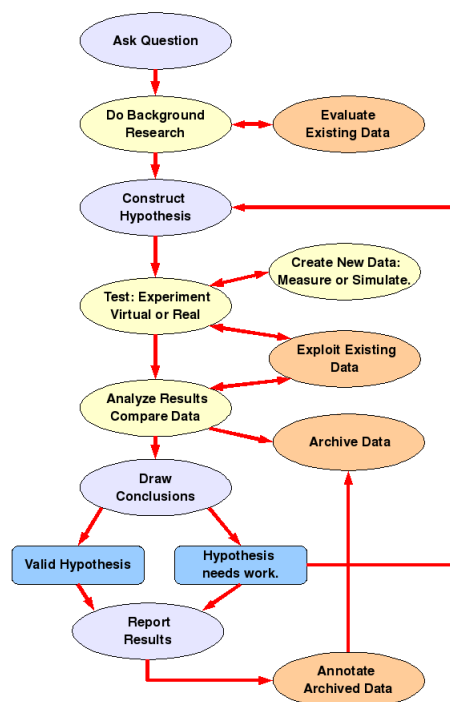 Ask Question
Do Background
Research
Evaluate
Existing Data
Construct
Hypothesis
Create New Data:
Measure or Simulate.
Test: Experiment
Virtual or Real
Exploit Existing
Data
Analyze Results
Compare Data
Archive Data
Draw
Conclusions
Valid Hypothesis
Hypothesis
needs work.
Report
Results
Annotate
Archived Data